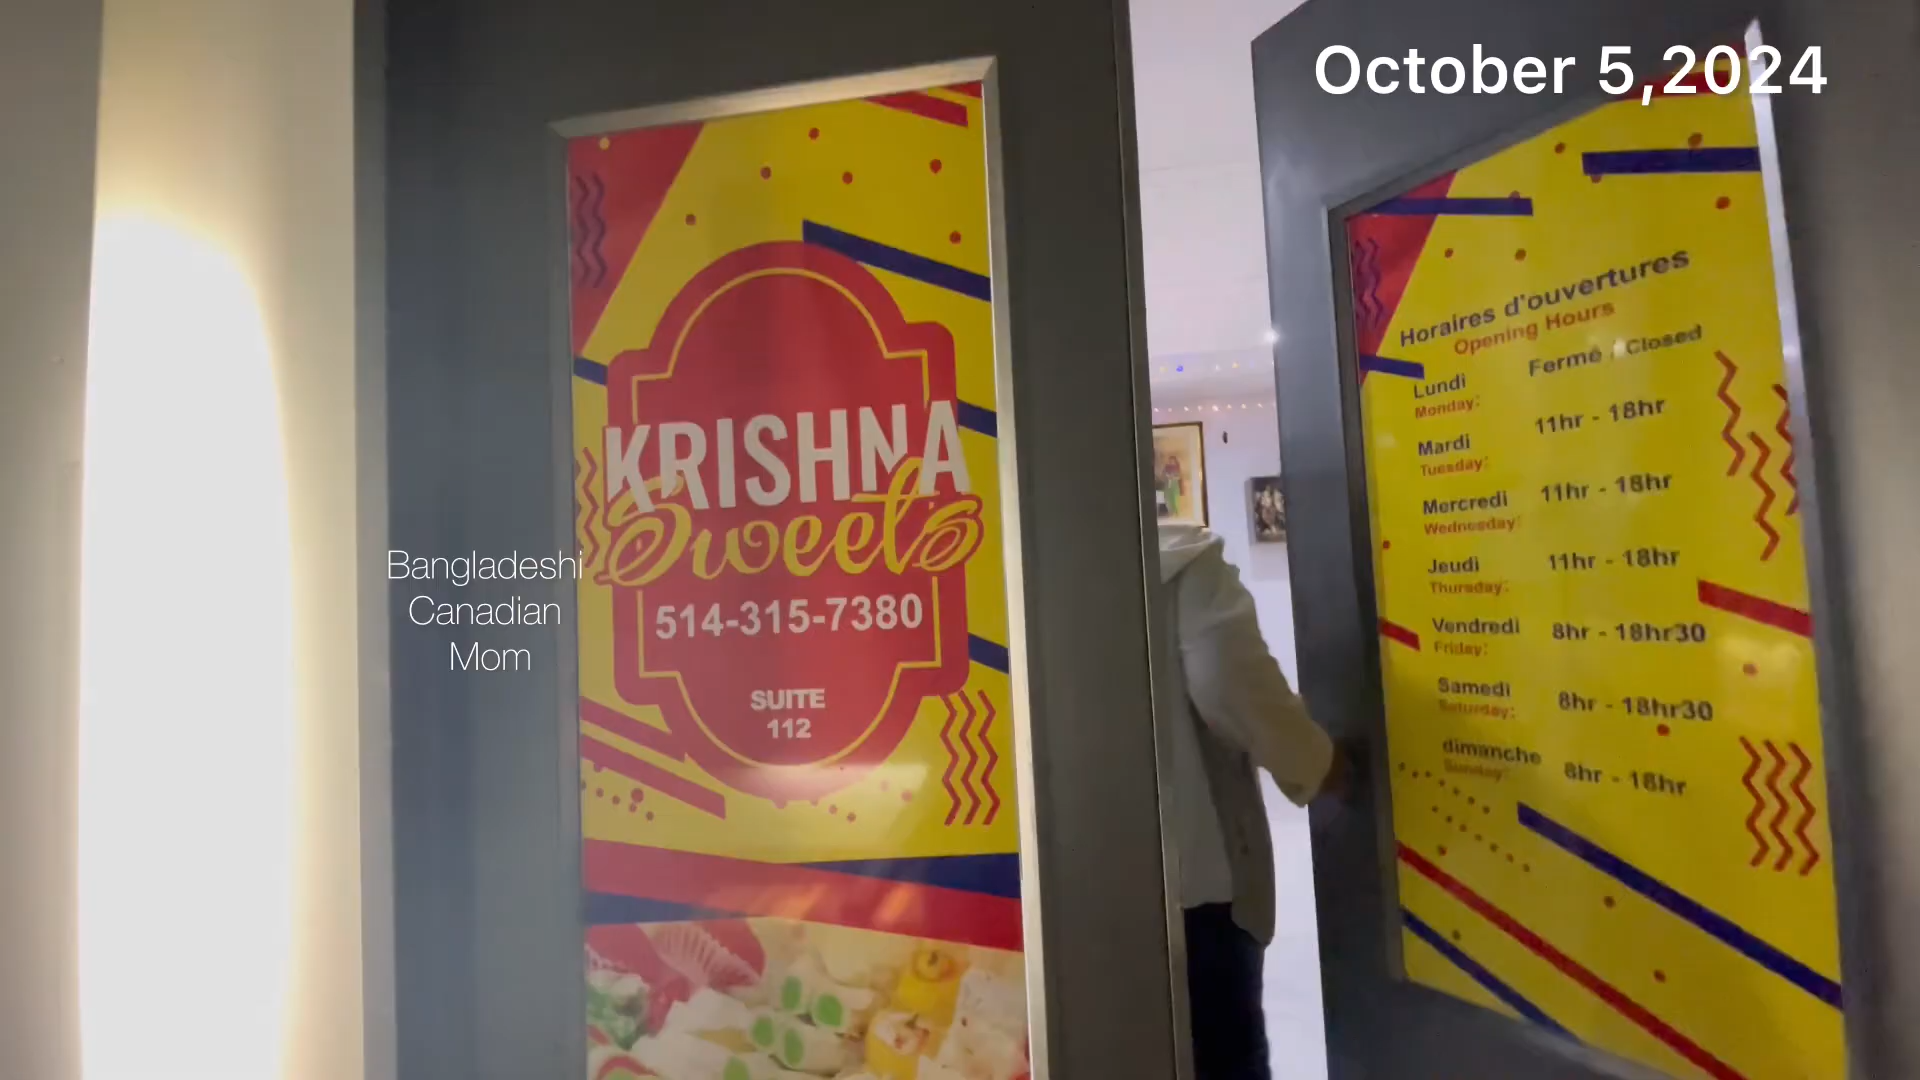 October 5,2024
Bangladeshi
Canadian
Mom
KRISHNA
Sweets
514-315-7380
SUITE
112
Horaires d'ouvertures
Opening Hours
Lundi Fermé / Closed
Monday:
Mardi 11hr - 18hr
Tuesday:
Mercredi 11hr - 18hr
Wednesday:
Jeudi 11hr - 18hr
Thursday:
Vendredi 8hr - 18hr30
Friday:
Samedi 8hr - 18hr30
Saturday:
dimanche 8hr - 18hr
Sunday: